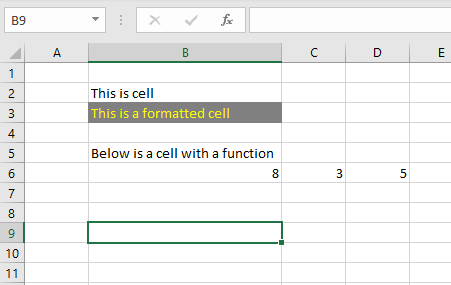 B9 fx
A B C D E
1
2 This is cell
3 This is a formatted cell
4
5 Below is a cell with a function
6 8 3 5
7
8
9
10
11